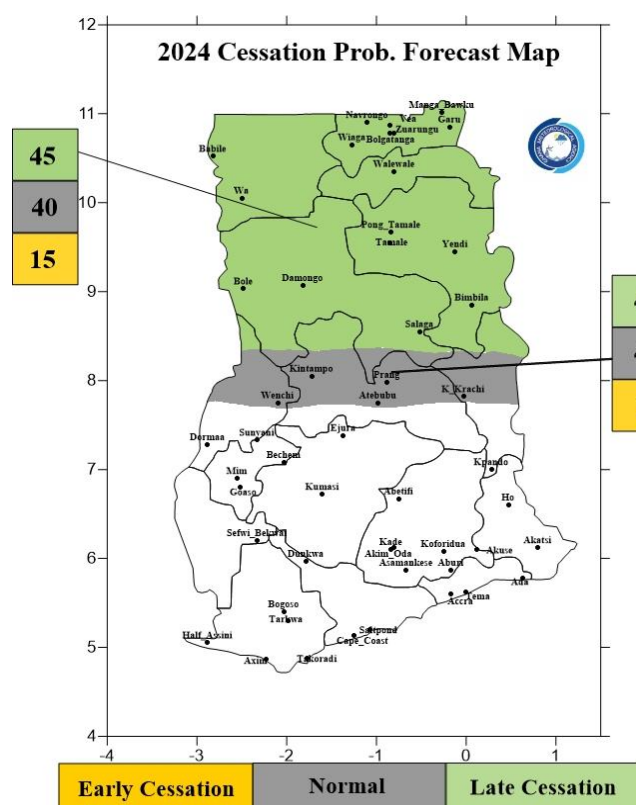 2024 Cessation Prob. Forecast Map
12
11
10
9
8
7
6
5
4
-4
-3
-2
-1
0
1
45
40
15
Manga_Bawku
Navrongo
Vea
Garu
Zuarungu
Wiaga
Bolgatanga
Babile
Walewale
Wa
Pong_Tamale
Tamale
Yendi
Bole
Damongo
Bimbila
Salaga
Kintampo
Prang
K_Krachi
Wenchi
Atebubu
Ejura
Dormaa
Sunyani
Bechem
Kpando
Mim
Goaso
Kumasi
Abetifi
Ho
Sefwi_Bekwai
Kade
Koforidua
Akuse
Akatsi
Dunkwa
Akim_Oda
Asamankese
Aburi
Ada
Tema
Accra
Bogoso
Tarkwa
Saltpond
Half_Assini
Cape_Coast
Axim
Takoradi
Early Cessation
Normal
Late Cessation